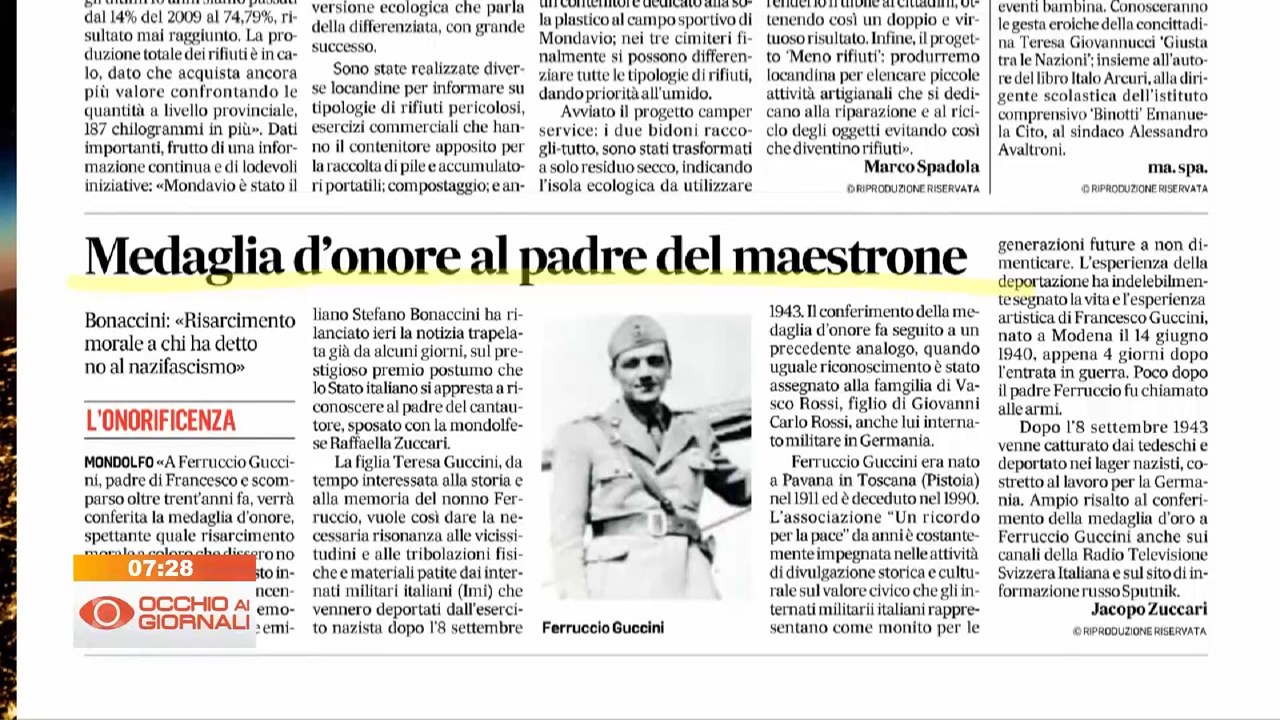 dal 14% del 2009 al 74,79%, ri-
sultato mai raggiunto. La pro-
duzione totale dei rifiuti è in ca-
lo, dato che acquista ancora
più valore confrontando le
quantità a livello provinciale,
187 chilogrammi in più». Dati
importanti, frutto di una infor-
mazione continua e di lodevoli
iniziative: «Mondavio è stato il
versione ecologica che parla
della differenziata, con grande
successo.
Sono state realizzate diver-
se locandine per informare su
tipologie di rifiuti pericolosi,
esercizi commerciali che han-
no il contenitore apposito per
la raccolta di pile e accumulato-
ri portatili; compostaggio; e an-
un contenitore dedicato alla so-
la plastico al campo sportivo di
Mondavio; nei tre cimiteri fi-
nalmente si possono differen-
ziare tutte le tipologie di rifiuti,
dando priorità all'umido.
Avviato il progetto camper
service: i due bidoni racco-
gli-tutto, sono stati trasformati
a solo residuo secco, indicando
l'isola ecologica da utilizzare
tenendo così un doppio e vir-
tuoso risultato. Infine, il proget-
to 'Meno rifiuti': produrremo
locandina per elencare piccole
attività artigianali che si dedi-
cano alla riparazione e al rici-
clo degli oggetti evitando così
che diventino rifiuti».
Marco Spadola
© RIPRODUZIONE RISERVATA
eventi bambina. Conosceranno
le gesta eroiche della concittadi-
na Teresa Giovannucci 'Giusta
tra le Nazioni'; insieme all'auto-
re del libro Italo Arcuri, alla diri-
gente scolastica dell'istituto
comprensivo 'Binotti' Emanue-
la Cito, al sindaco Alessandro
Avaltroni.
ma. spa.
© RIPRODUZIONE RISERVATA
Medaglia d'onore al padre del maestrone
Bonaccini: «Risarcimento
morale a chi ha detto
no al nazifascismo»
L'ONORIFICENZA
MONDOLFO «A Ferruccio Gucci-
ni, padre di Francesco e scom-
parso oltre trent'anni fa, verrà
conferita la medaglia d'onore,
spettante quale risarcimento
morale a coloro che dissero no
sto in-
ncen-
emo-
e emi-
liano Stefano Bonaccini ha ri-
lanciato ieri la notizia trapela-
ta già da alcuni giorni, sul pre-
stigioso premio postumo che
lo Stato italiano si appresta a ri-
conoscere al padre del cantau-
tore, sposato con la mondolfe-
se Raffaella Zuccari.
La figlia Teresa Guccini, da
tempo interessata alla storia e
alla memoria del nonno Fer-
ruccio, vuole così dare la ne-
cessaria risonanza alle vicissi-
tudini e alle tribolazioni fisi-
che e materiali patite dai inter-
nati militari italiani (Imi) che
vennero deportati dall'eserci-
to nazista dopo l'8 settembre
Ferruccio Guccini
1943. Il conferimento della me-
daglia d'onore fa seguito a un
precedente analogo, quando
uguale riconoscimento è stato
assegnato alla famgilia di Va-
sco Rossi, figlio di Giovanni
Carlo Rossi, anche lui interna-
to militare in Germania.
Ferruccio Guccini era nato
a Pavana in Toscana (Pistoia)
nel 1911 ed è deceduto nel 1990.
L'associazione "Un ricordo
per la pace" da anni è costante-
mente impegnata nelle attività
di divulgazione storica e cultu-
rale sul valore civico che gli in-
ternati militarii italiani rappre-
sentano come monito per le
generazioni future a non di-
menticare. L'esperienza della
deportazione ha indelebilmen-
te segnato la vita e l'esperienza
artistica di Francesco Guccini,
nato a Modena il 14 giugno
1940, appena 4 giorni dopo
l'entrata in guerra. Poco dopo
il padre Ferruccio fu chiamato
alle armi.
Dopo l'8 settembre 1943
venne catturato dai tedeschi e
deportato nei lager nazisti, co-
stretto al lavoro per la Germa-
nia. Ampio risalto al conferi-
mento della medaglia d'oro a
Ferruccio Guccini anche sui
canali della Radio Televisione
Svizzera Italiana e sul sito di in-
formazione russo Sputnik.
Jacopo Zuccari
© RIPRODUZIONE RISERVATA
07:28
OCCHIO AI
GIORNALI